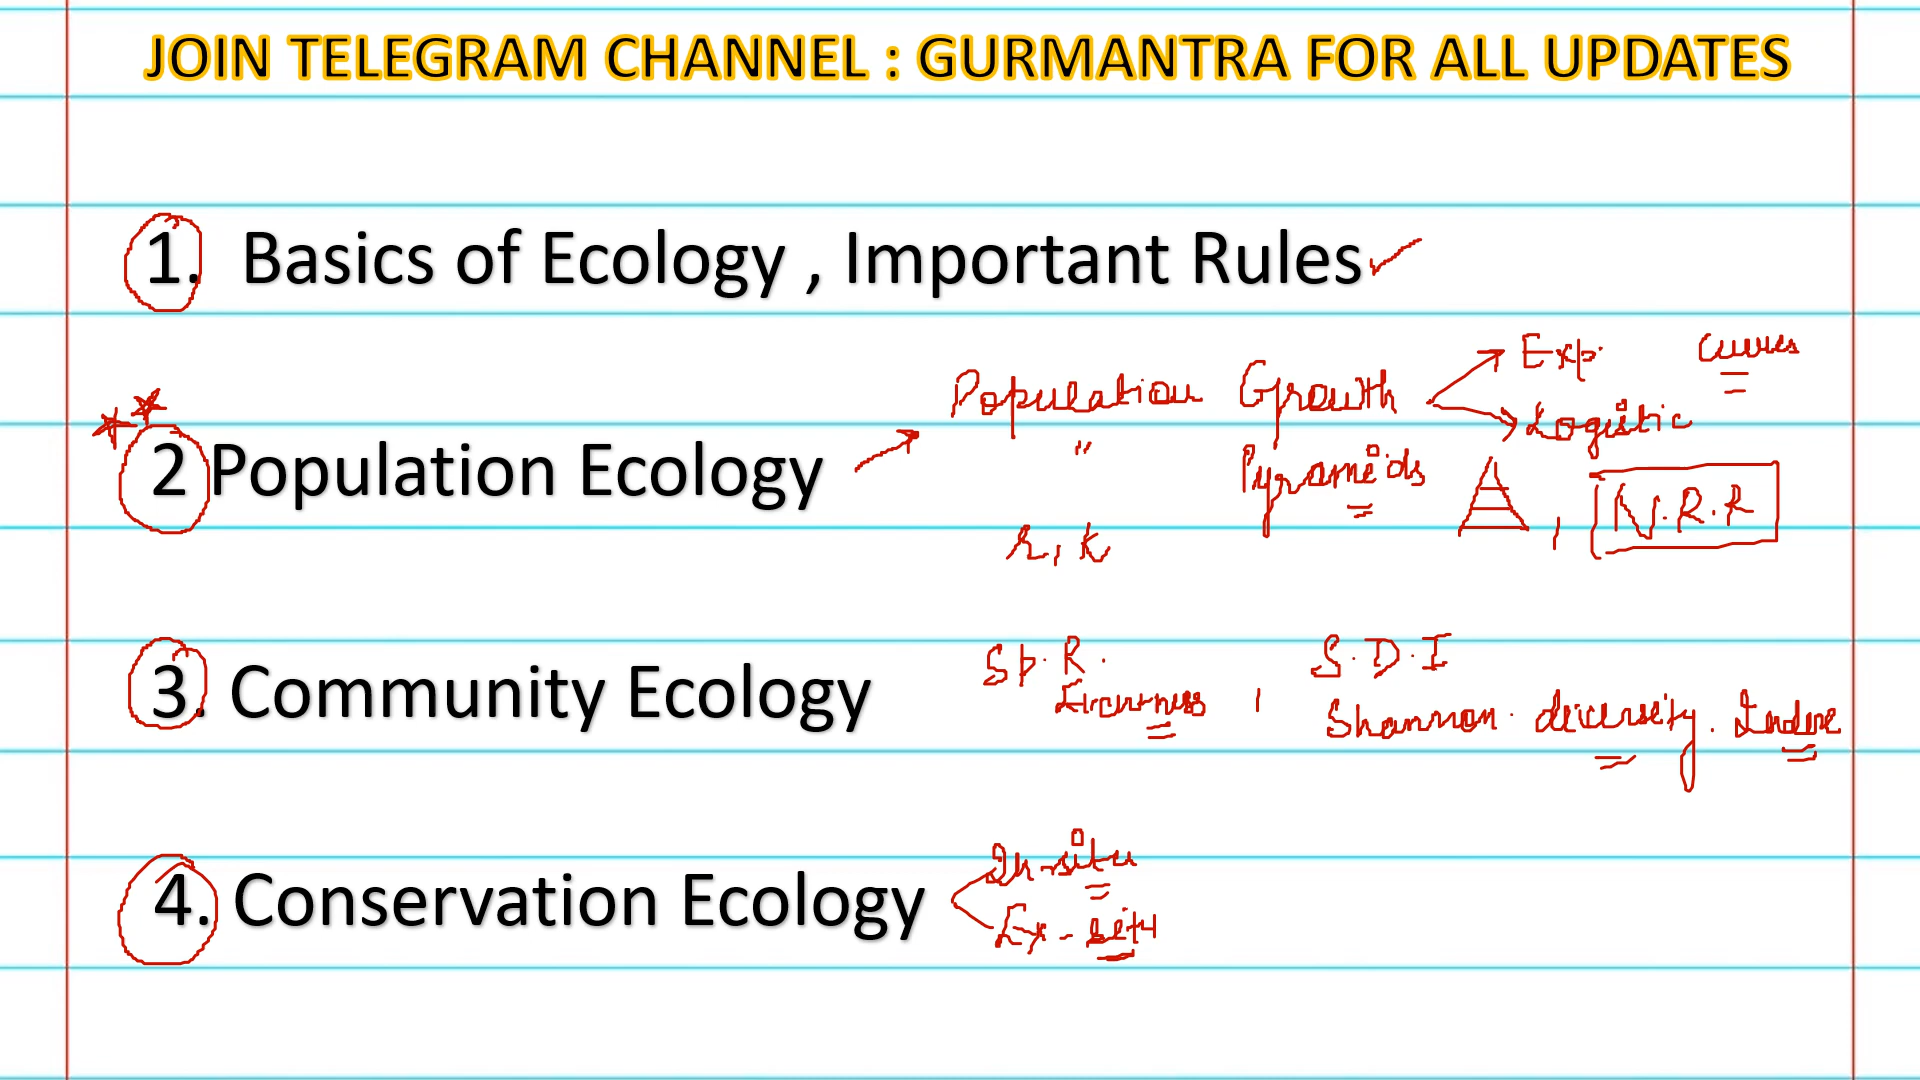 JOIN TELEGRAM CHANNEL : GURMANTRA FOR ALL UPDATES
1. Basics of Ecology , Important Rules
Exp. Curves
Population Growth
Logistic
2 Population Ecology
" Pyramids , N.R.R
r, k
Sp. R. S.D.I
3. Community Ecology
, Shannon. diversity. Index
In-situ
4. Conservation Ecology
Ex-situ